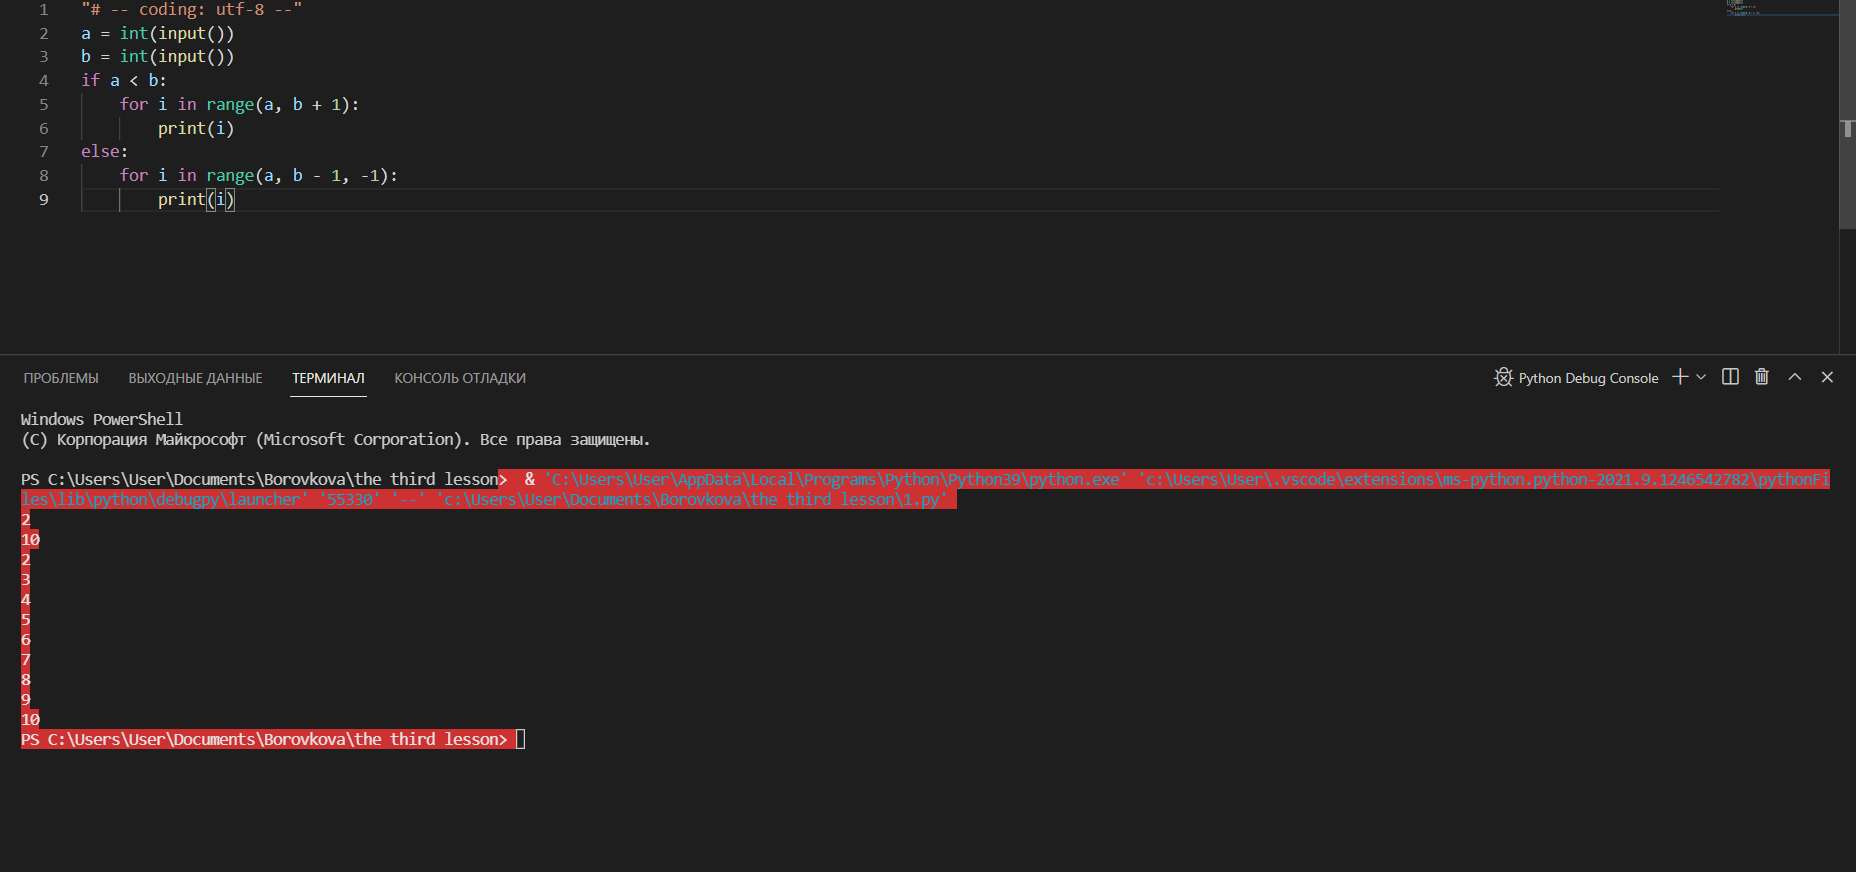 1 "# -- coding: utf-8 --"
2 a = int(input())
3 b = int(input())
4 if a < b:
5     for i in range(a, b + 1):
6         print(i)
7 else:
8     for i in range(a, b - 1, -1):
9         print(i)
ПРОБЛЕМЫ ВЫХОДНЫЕ ДАННЫЕ ТЕРМИНАЛ КОНСОЛЬ ОТЛАДКИ Python Debug Console
Windows PowerShell
(C) Корпорация Майкрософт (Microsoft Corporation). Все права защищены.
PS C:\Users\User\Documents\Borovkova\the third lesson>  & 'C:\Users\User\AppData\Local\Programs\Python\Python39\python.exe' 'c:\Users\User\.vscode\extensions\ms-python.python-2021.9.1246542782\pythonFi
les\lib\python\debugpy\launcher' '55330' '--' 'c:\Users\User\Documents\Borovkova\the third lesson\1.py'
2
10
2
3
4
5
6
7
8
9
10
PS C:\Users\User\Documents\Borovkova\the third lesson>